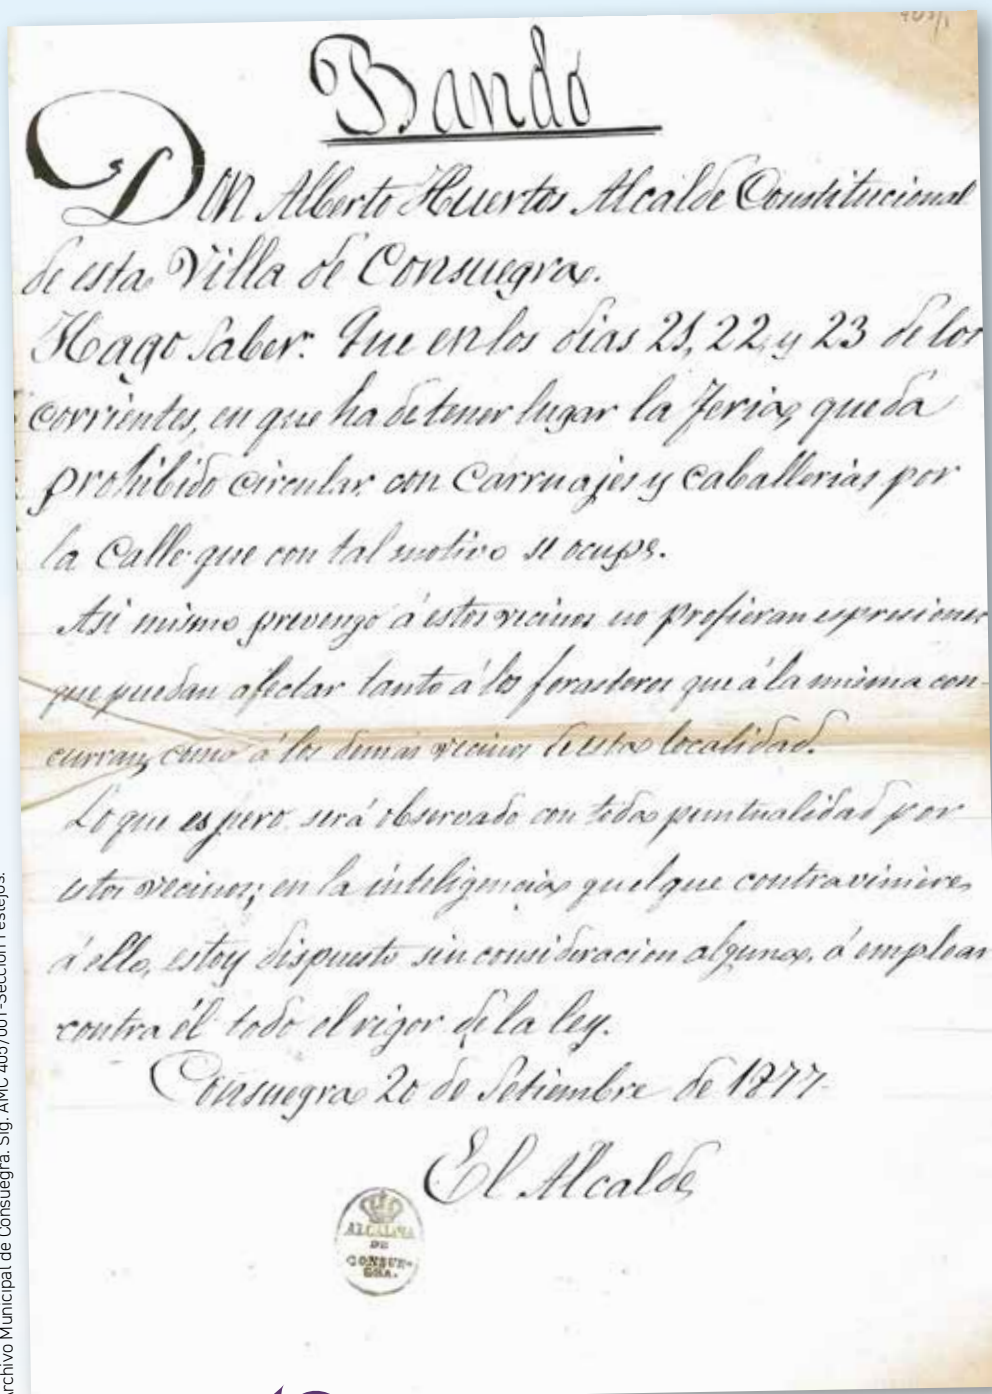 Bando
Don Alberto Huertos Alcalde Constitucional
de esta Villa de Consuegra.
Hago Saber: Que en los dias 21, 22, y 23 de los
corrientes, en que ha de tener lugar la feria, queda
prohibido circular con Carruajes y caballerias por
la Calle que con tal motivo se ocupe.
Asi mismo prevengo á estos vecinos no profieran espresiones
que puedan afectar tanto á los forasteros que á la misma con-
curran, como á los demas vecinos de esta localidad.
Lo que espero será observado con toda puntualidad por
estos vecinos; en la inteligencia, que el que contraviniere,
á ello, estoy dispuesto sin consideracion alguna, á emplear
contra él todo el rigor de la ley.
Consuegra 20 de Setiembre de 1877.
El Alcalde,
ALCALDIA
DE
CONSUE-
GRA.
Archivo Municipal de Consuegra. Sig. AMC 405/001-Sección Festejos.